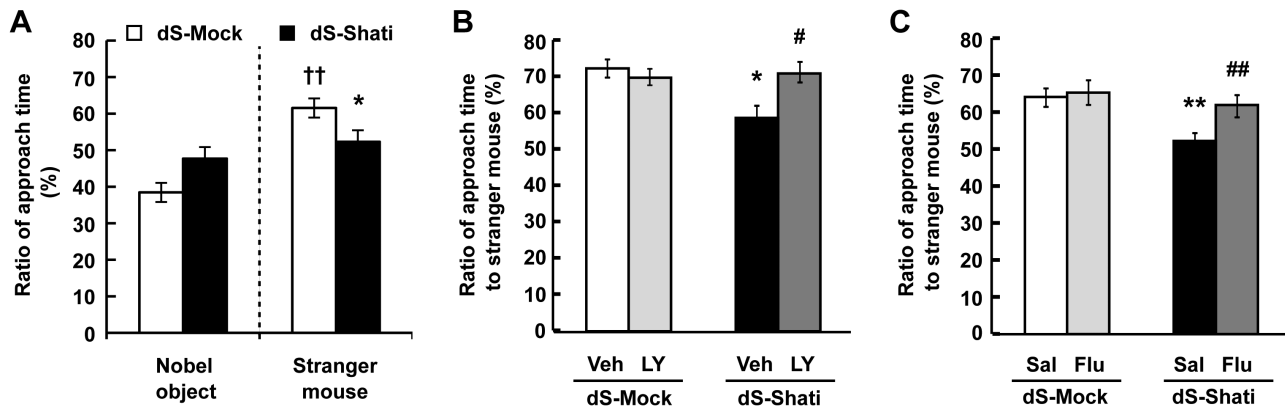 A
dS-Mock
dS-Shati
Ratio of approach time
(%)
80
70
60
50
40
30
20
10
0
††
*
Nobel
object
Stranger
mouse
B
Ratio of approach time
to stranger mouse (%)
80
70
60
50
40
30
20
10
0
*
#
Veh LY
Veh LY
dS-Mock
dS-Shati
C
Ratio of approach time
to stranger mouse (%)
80
70
60
50
40
30
20
10
0
**
##
Sal Flu
Sal Flu
dS-Mock
dS-Shati